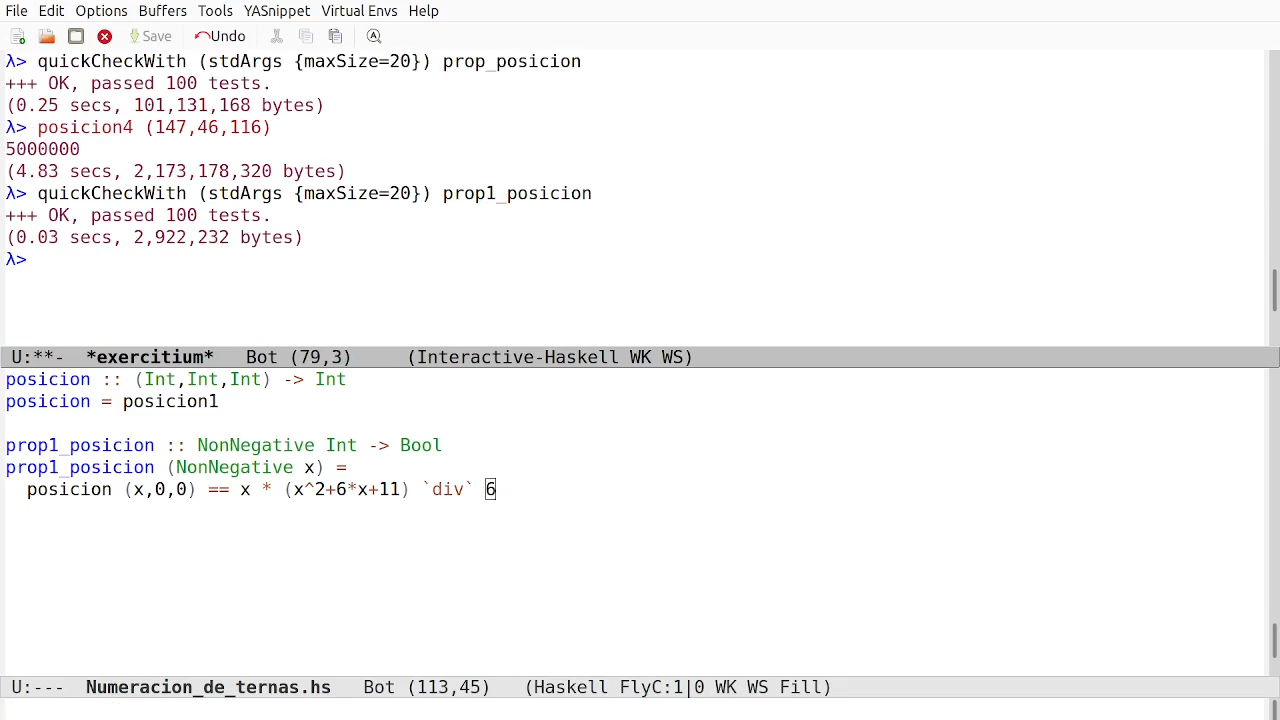 File Edit Options Buffers Tools YASnippet Virtual Envs Help
Save Undo
λ> quickCheckWith (stdArgs {maxSize=20}) prop_posicion
+++ OK, passed 100 tests.
(0.25 secs, 101,131,168 bytes)
λ> posicion4 (147,46,116)
5000000
(4.83 secs, 2,173,178,320 bytes)
λ> quickCheckWith (stdArgs {maxSize=20}) prop1_posicion
+++ OK, passed 100 tests.
(0.03 secs, 2,922,232 bytes)
λ>
U:**-  *exercitium*   Bot (79,3)     (Interactive-Haskell WK WS)
posicion :: (Int,Int,Int) -> Int
posicion = posicion1
prop1_posicion :: NonNegative Int -> Bool
prop1_posicion (NonNegative x) =
  posicion (x,0,0) == x * (x^2+6*x+11) `div` 6
U:---  Numeracion_de_ternas.hs   Bot (113,45)   (Haskell FlyC:1|0 WK WS Fill)